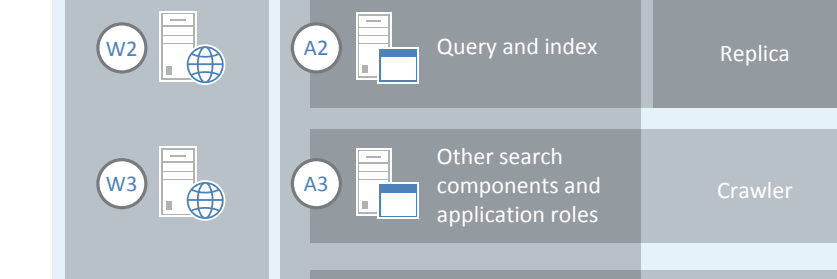 W2
A2
Query and index
Replica
W3
A3
Other search
components and
application roles
Crawler